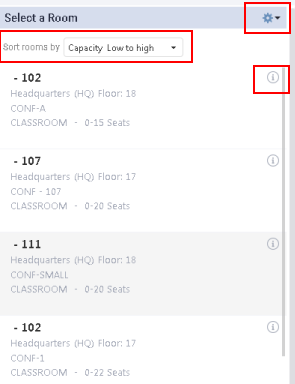 Select a Room
Sort rooms by Capacity Low to high
- 102
Headquarters (HQ) Floor: 18
CONF-A
CLASSROOM - 0-15 Seats
- 107
Headquarters (HQ) Floor: 17
CONF - 107
CLASSROOM - 0-20 Seats
- 111
Headquarters (HQ) Floor: 18
CONF-SMALL
CLASSROOM - 0-20 Seats
- 102
Headquarters (HQ) Floor: 17
CONF-1
CLASSROOM - 0-22 Seats